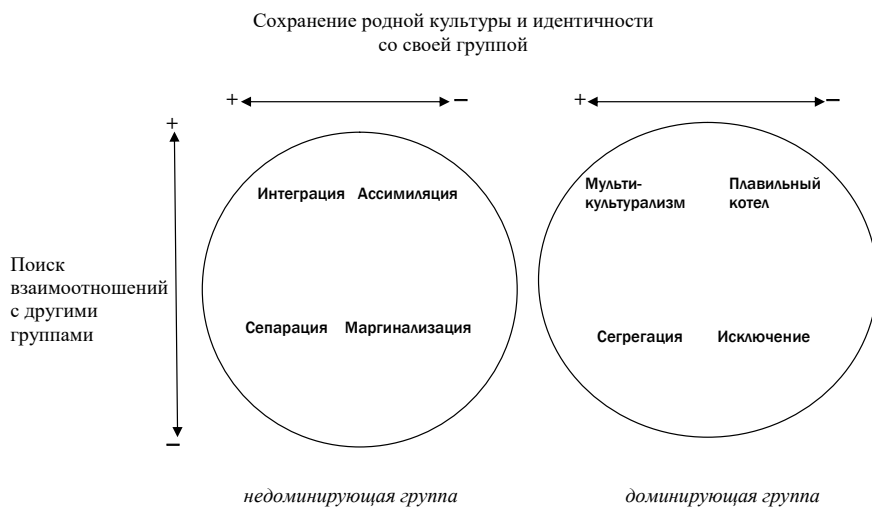 Сохранение родной культуры и идентичности
со своей группой
+ − + −
+
Интеграция Ассимиляция
Мульти-
культурализм
Плавильный
котел
Поиск
взаимоотношений
с другими
группами
Сепарация Маргинализация
Сегрегация Исключение
−
недоминирующая группа
доминирующая группа